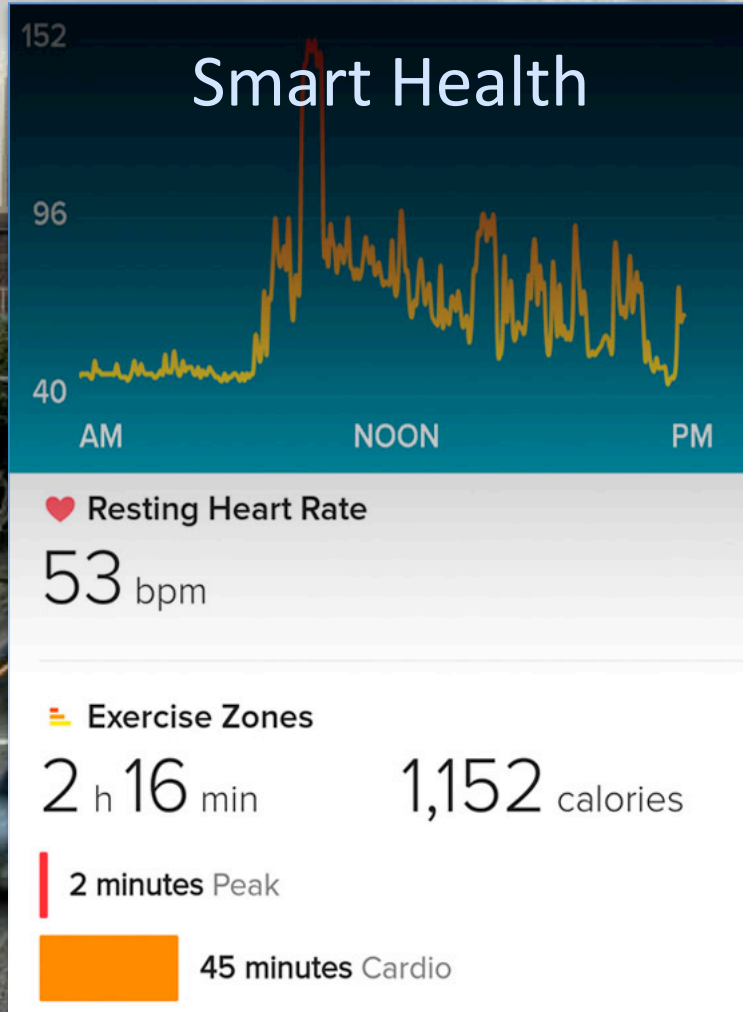 152
Smart Health
96
40
AM NOON PM
Resting Heart Rate
53 bpm
Exercise Zones
2 h 16 min 1,152 calories
2 minutes Peak
45 minutes Cardio